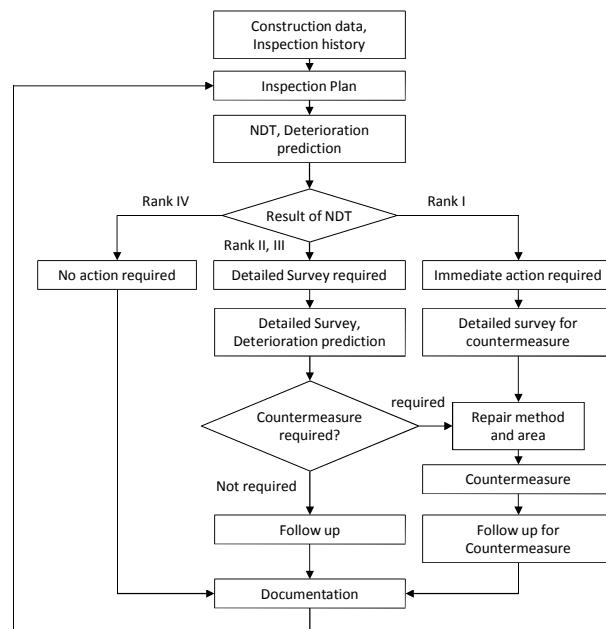 Construction data,
Inspection history
Inspection Plan
NDT, Deterioration
prediction
Rank IV
Result of NDT
Rank I
Rank II, III
No action required
Detailed Survey required
Immediate action required
Detailed Survey,
Deterioration prediction
Detailed survey for
countermeasure
Countermeasure
required?
required
Repair method
and area
Not required
Countermeasure
Follow up
Follow up for
Countermeasure
Documentation